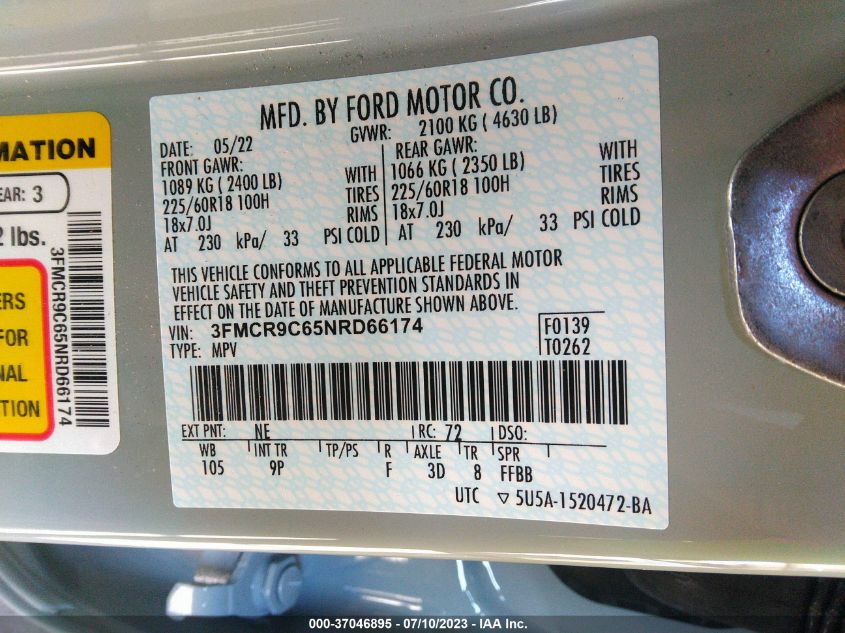 MFD. BY FORD MOTOR CO.
DATE: 05/22 GVWR: 2100 KG ( 4630 LB)
FRONT GAWR: REAR GAWR:
1089 KG ( 2400 LB) WITH 1066 KG ( 2350 LB) WITH
225/60R18 100H TIRES 225/60R18 100H TIRES
18x7.0J RIMS 18x7.0J RIMS
AT 230 kPa/ 33 PSI COLD AT 230 kPa/ 33 PSI COLD
THIS VEHICLE CONFORMS TO ALL APPLICABLE FEDERAL MOTOR
VEHICLE SAFETY AND THEFT PREVENTION STANDARDS IN
EFFECT ON THE DATE OF MANUFACTURE SHOWN ABOVE.
VIN: 3FMCR9C65NRD66174 F0139
TYPE: MPV T0262
EXT PNT: NE RC: 72 DSO:
WB INT TR TP/PS R AXLE TR SPR
105 9P F 3D 8 FFBB
UTC ▽ 5U5A-1520472-BA
MATION
EAR: 3
2 lbs.
3FMCR9C65NRD66174
ERS
FOR
NAL
TION
000-37046895 - 07/10/2023 - IAA Inc.